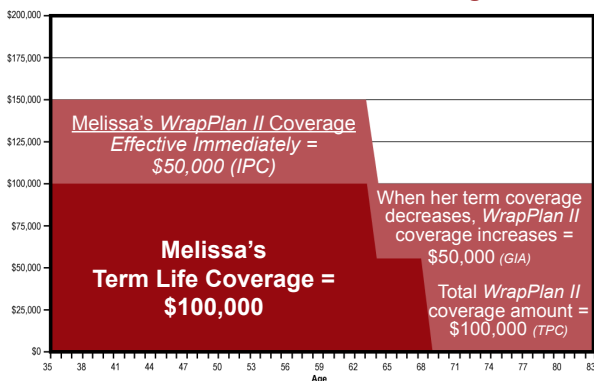 $200,000
$175,000
$150,000
$125,000
$100,000
$75,000
$50,000
$25,000
$0
Melissa's WrapPlan II Coverage
Effective Immediately =
$50,000 (IPC)
Melissa's
Term Life Coverage =
$100,000
When her term coverage
decreases, WrapPlan II
coverage increases =
$50,000 (GIA)
Total WrapPlan II
coverage amount =
$100,000 (TPC)
35 38 41 44 47 50 53 56 59 62 65 68 71 74 77 80 83
Age